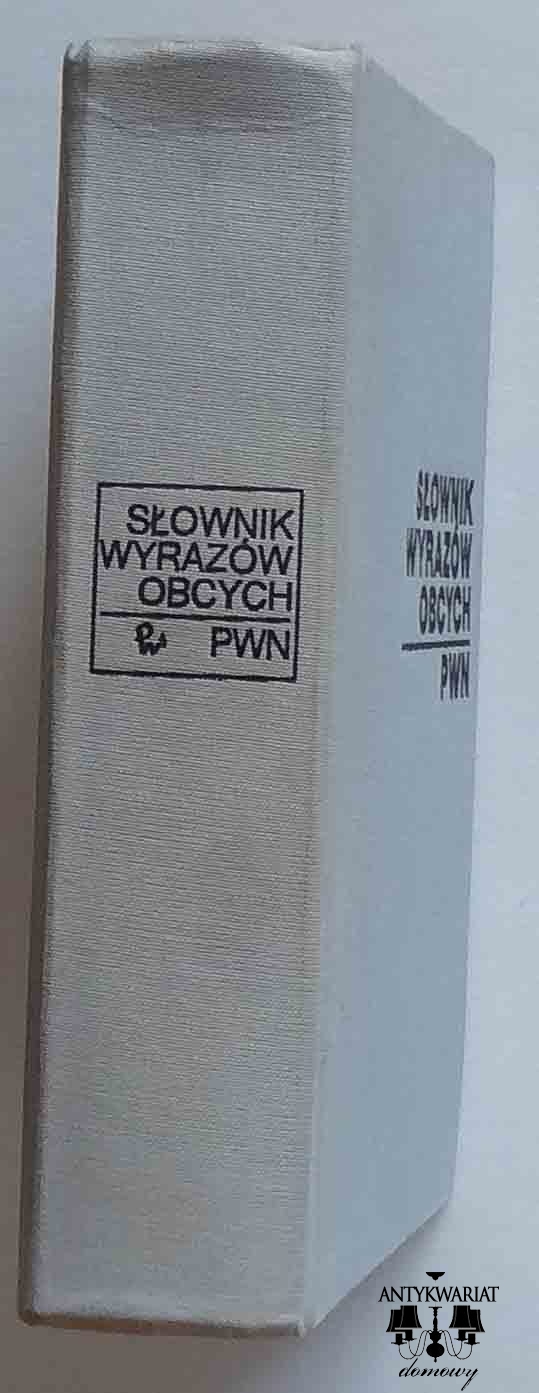 SŁOWNIK
WYRAZÓW
OBCYCH
PWN
SŁOWNIK
WYRAZÓW
OBCYCH
PWN
ANTYKWARIAT
domowy